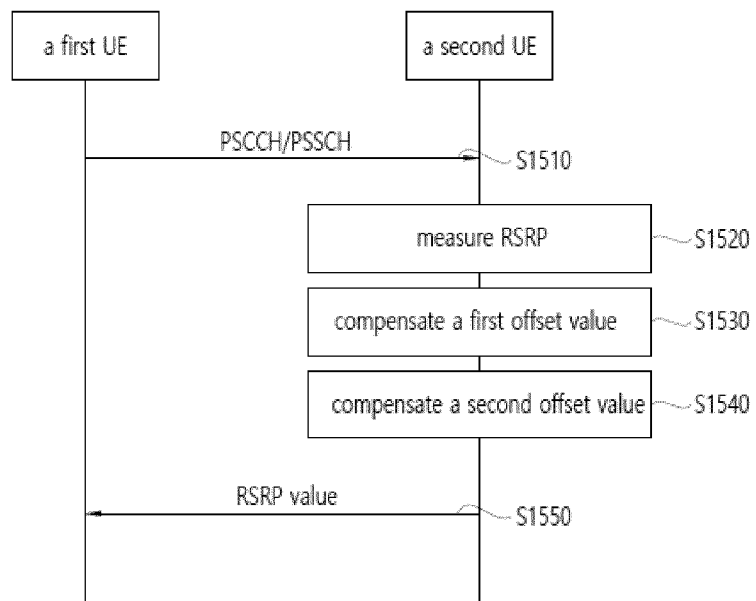 a first UE
a second UE
PSCCH/PSSCH
S1510
measure RSRP
S1520
compensate a first offset value
S1530
compensate a second offset value
S1540
RSRP value
S1550